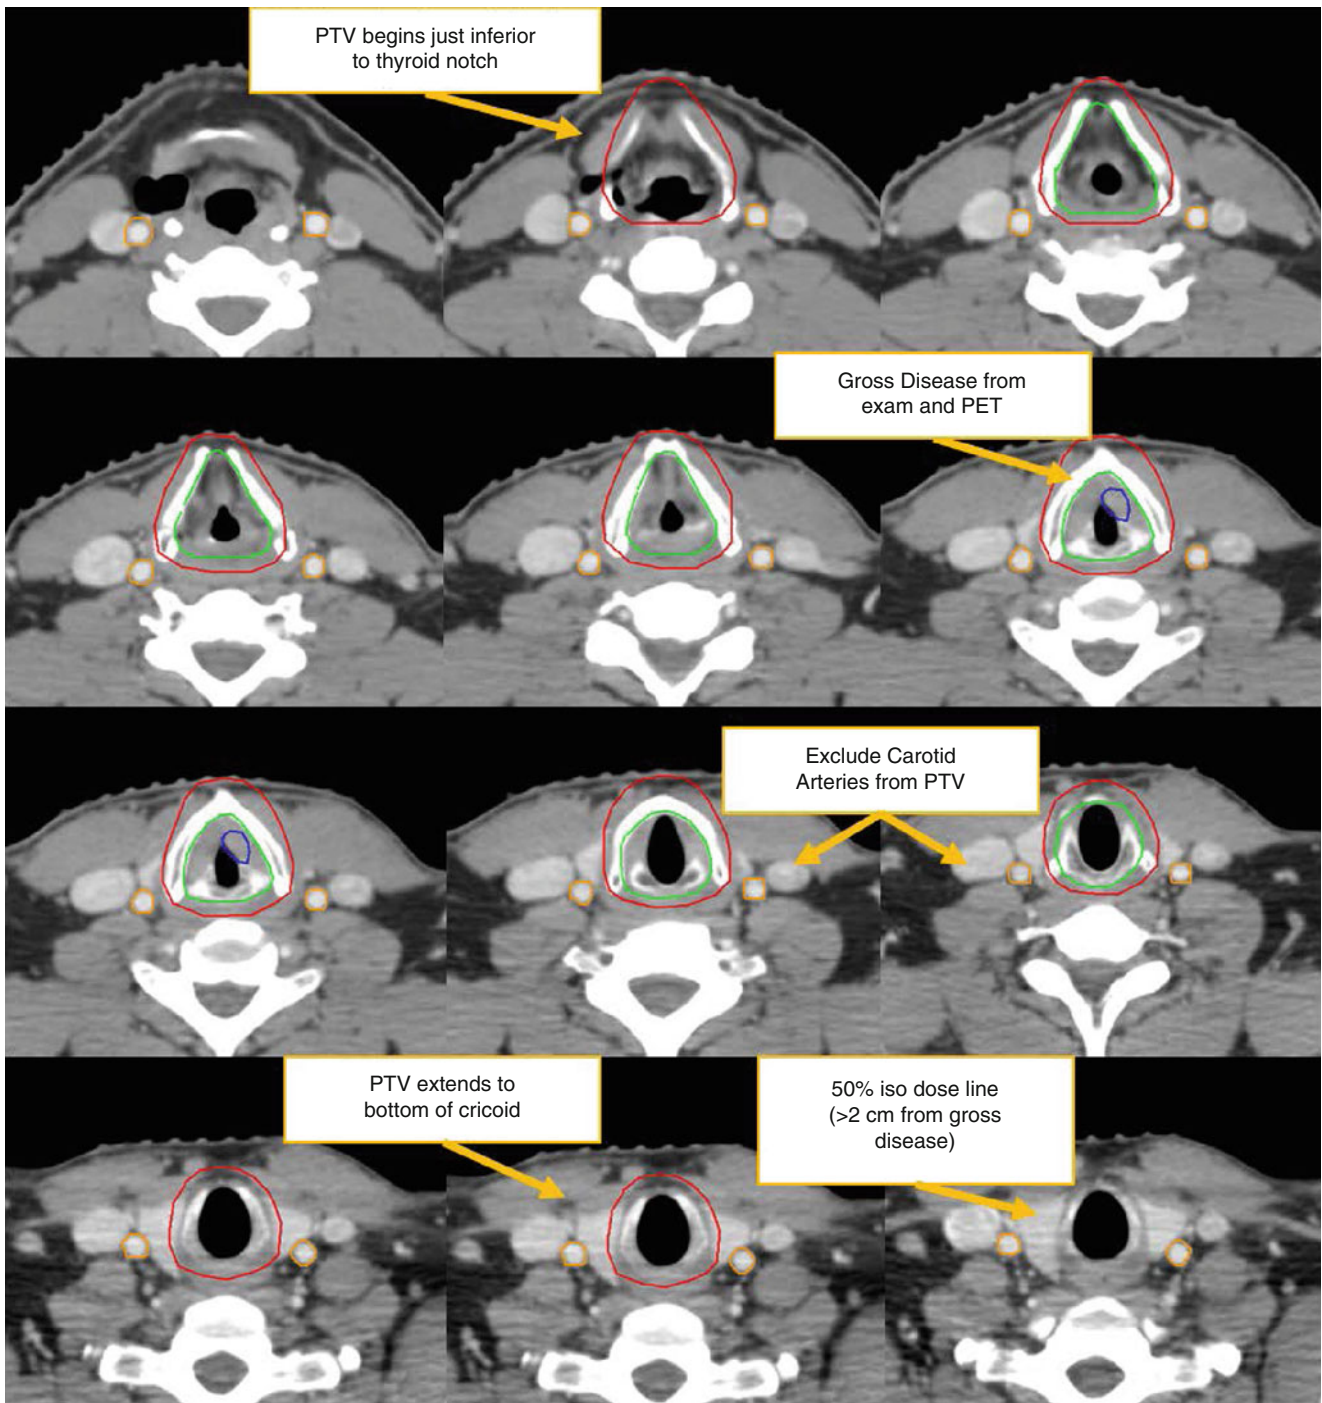 PTV begins just inferior
to thyroid notch
Gross Disease from
exam and PET
Exclude Carotid
Arteries from PTV
PTV extends to
bottom of cricoid
50% iso dose line
(>2 cm from gross
disease)